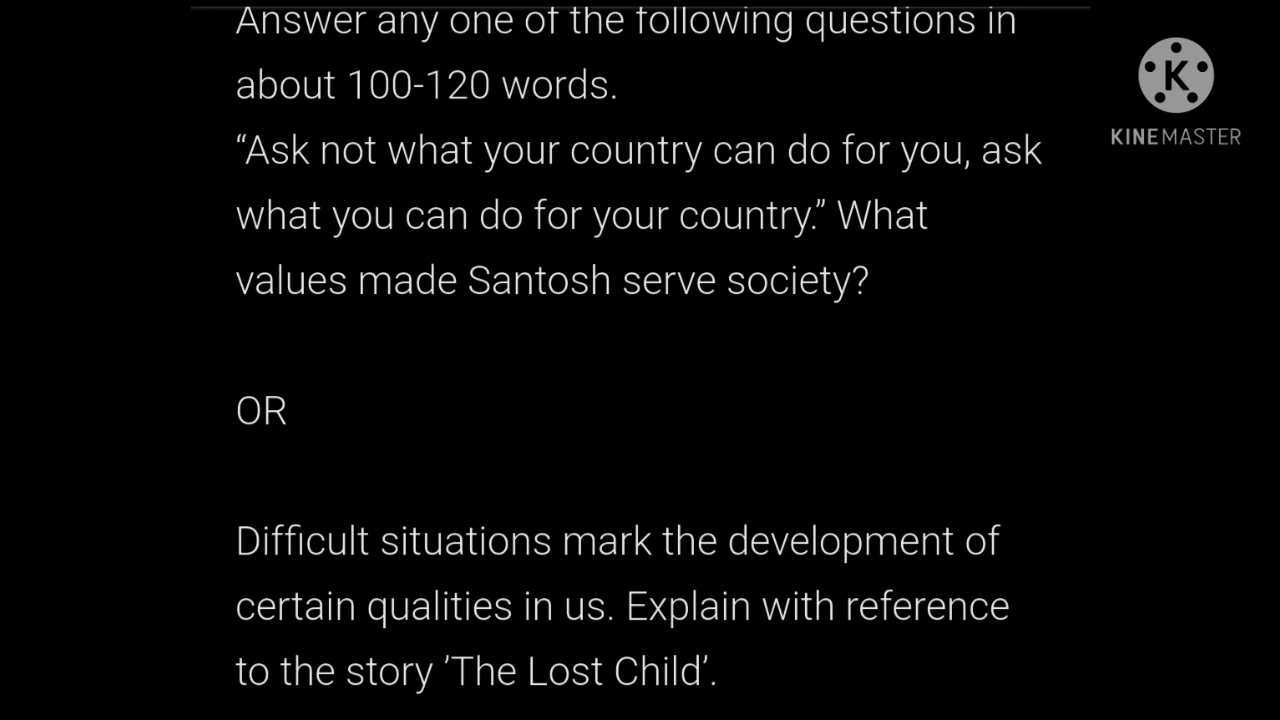 Answer any one of the following questions in
about 100-120 words.
“Ask not what your country can do for you, ask
what you can do for your country.” What
values made Santosh serve society?
OR
Difficult situations mark the development of
certain qualities in us. Explain with reference
to the story ’The Lost Child’.
K
KINEMASTER